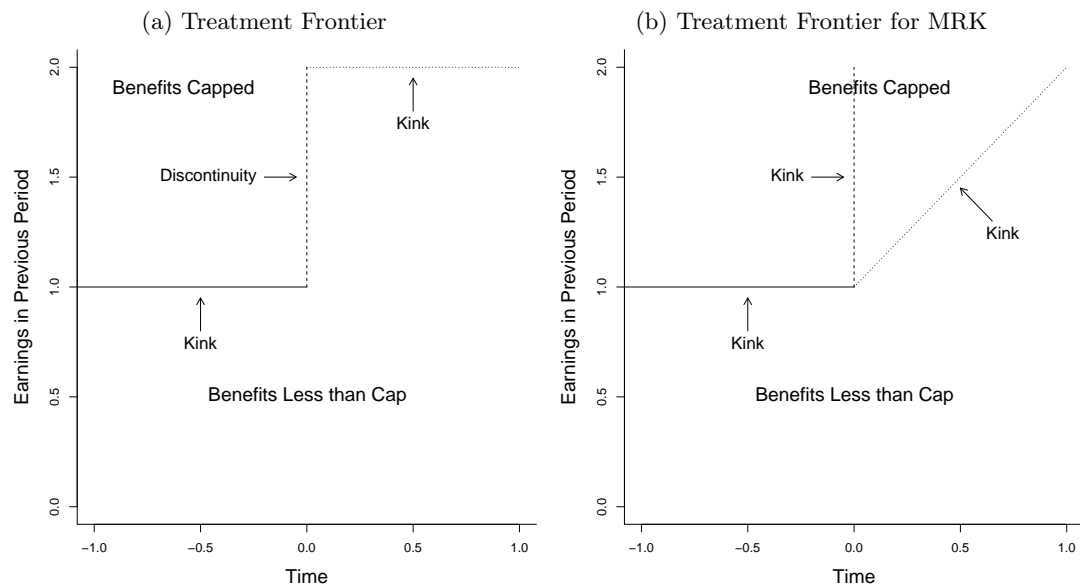 (a) Treatment Frontier
Earnings in Previous Period
2.0
1.5
1.0
0.5
0.0
Benefits Capped
Kink
Discontinuity
Kink
Benefits Less than Cap
−1.0 −0.5 0.0 0.5 1.0
Time
(b) Treatment Frontier for MRK
Earnings in Previous Period
2.0
1.5
1.0
0.5
0.0
Benefits Capped
Kink
Kink
Kink
Benefits Less than Cap
−1.0 −0.5 0.0 0.5 1.0
Time